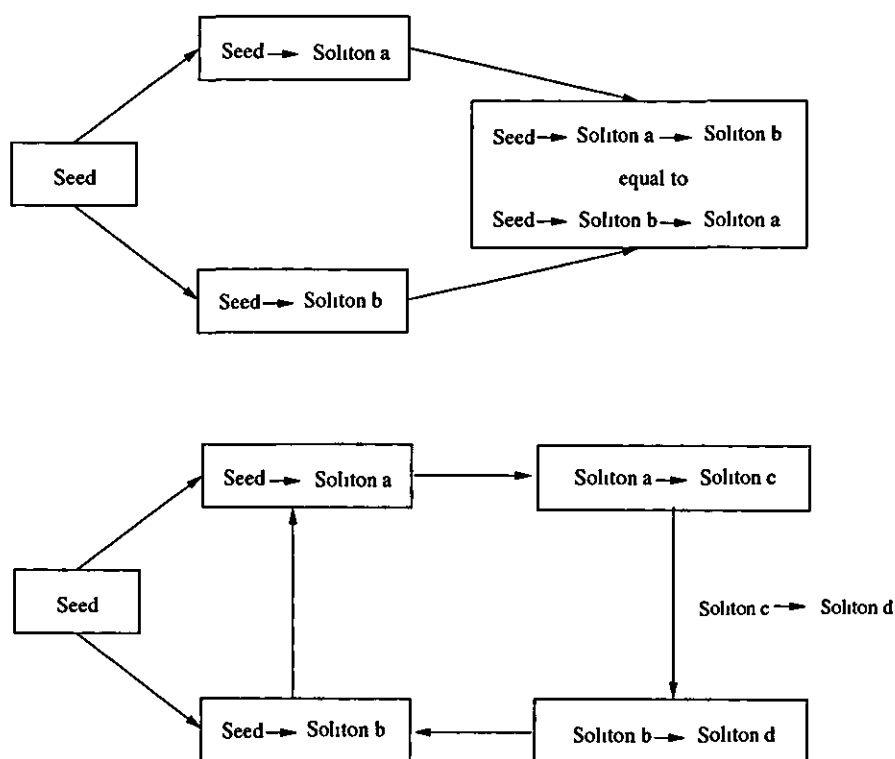 Seed → Soliton a
Seed
Seed → Soliton a → Soliton b
equal to
Seed → Soliton b → Soliton a
Seed → Soliton b
Seed → Soliton a
Soliton a → Soliton c
Seed
Soliton c → Soliton d
Seed → Soliton b
Soliton b → Soliton d